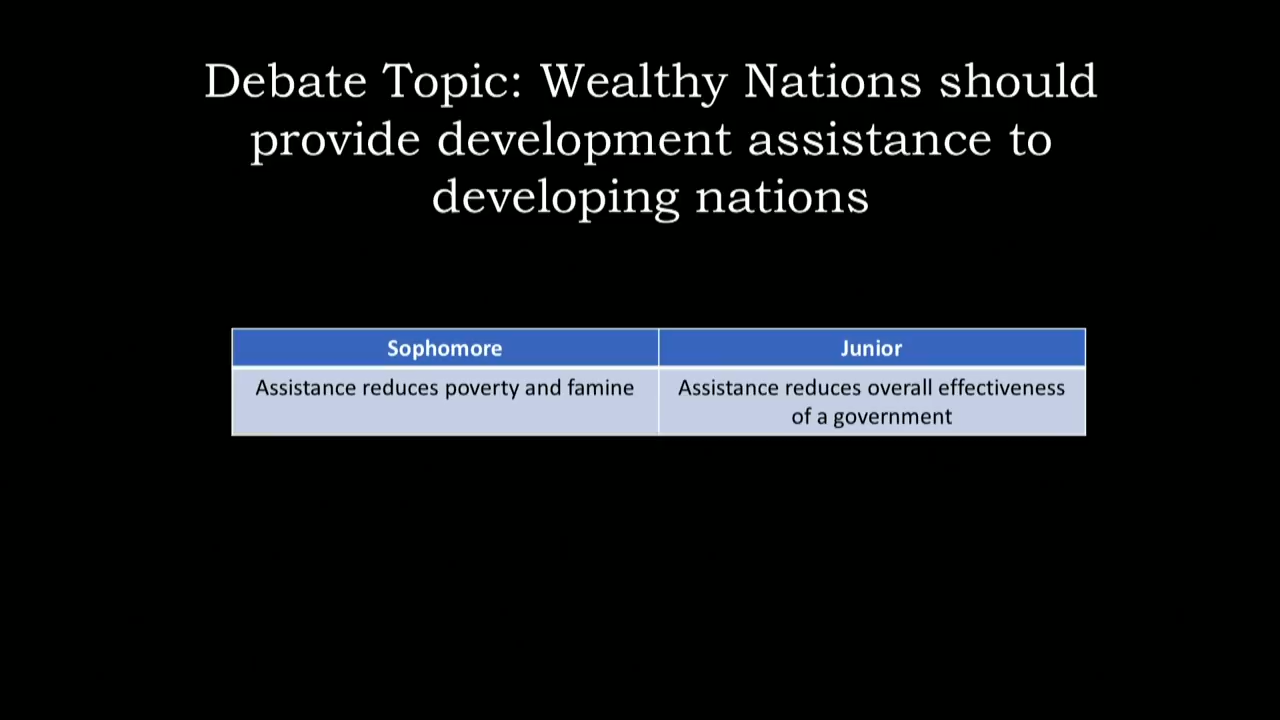 Debate Topic: Wealthy Nations should
provide development assistance to
developing nations
Sophomore
Junior
Assistance reduces poverty and famine
Assistance reduces overall effectiveness
of a government